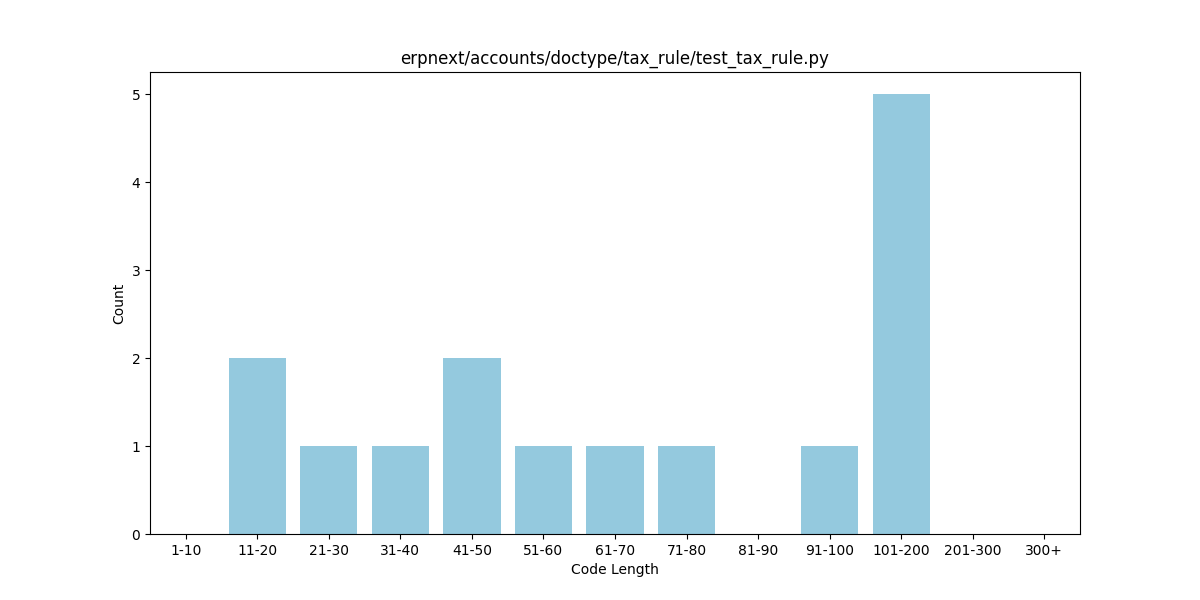 erpnext/accounts/doctype/tax_rule/test_tax_rule.py
5
4
3
2
1
0
Count
1-10 11-20 21-30 31-40 41-50 51-60 61-70 71-80 81-90 91-100 101-200 201-300 300+
Code Length